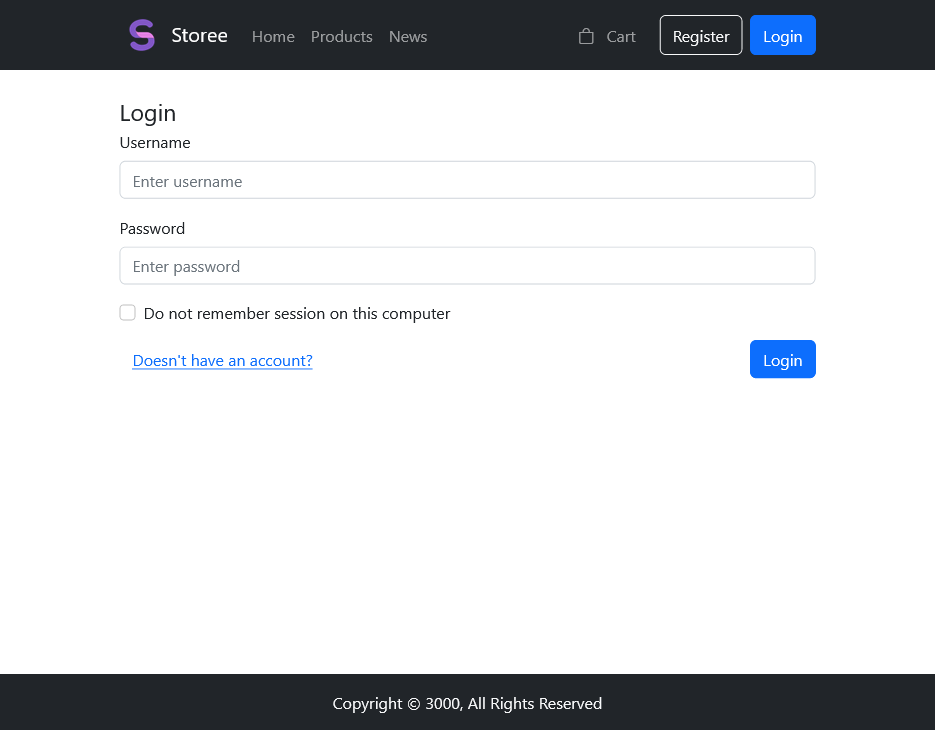 Storee Home Products News Cart Register Login
Login
Username
Enter username
Password
Enter password
Do not remember session on this computer
Doesn't have an account? Login
Copyright © 3000, All Rights Reserved